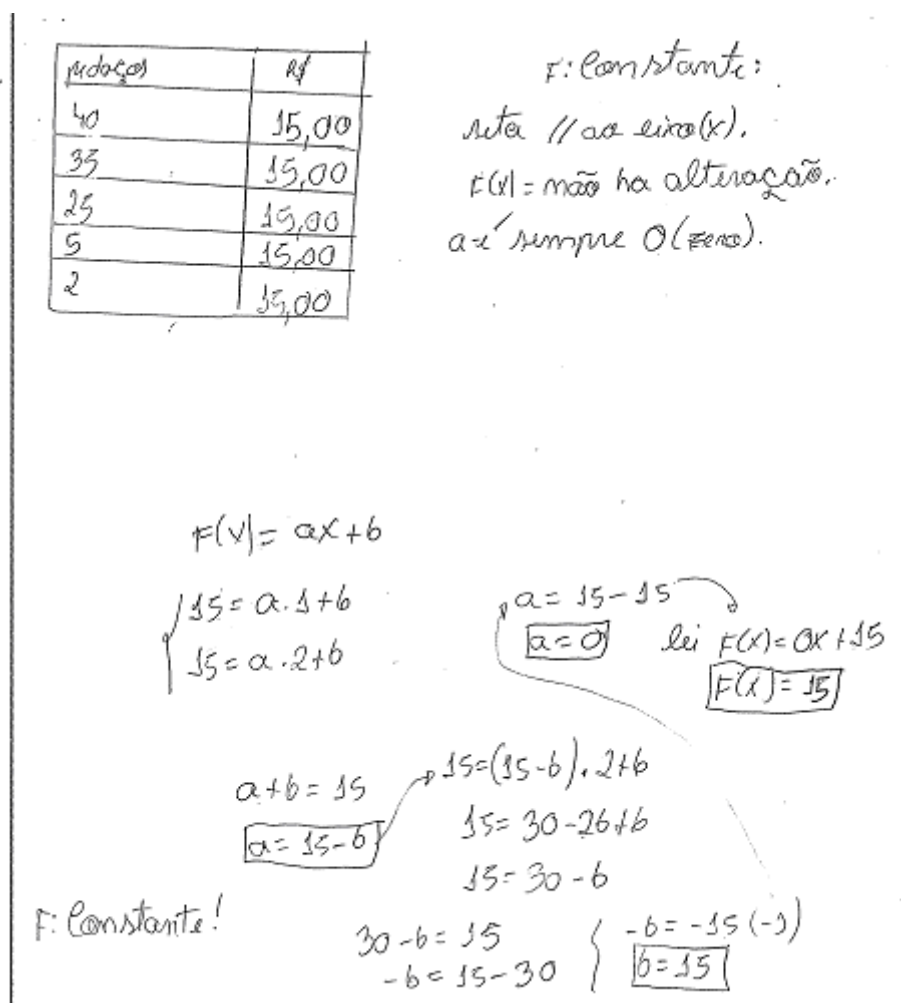 pedaços R$
40 15,00
35 15,00
25 15,00
5 15,00
2 15,00
F: Constante:
reta // ao eixo(x).
F(x) = não ha alteração.
a é sempre 0 (zero).
F(x) = ax+b
15 = a.1+b
15 = a.2+b
a+b = 15
a = 15-b
15=(15-b).2+b
15= 30-2b+b
15= 30-b
30-b = 15
-b = 15-30
-b = -15 (-1)
b=15
a = 15-15
a = 0
lei F(x) = 0x+15
F(x) = 15
F: Constante!